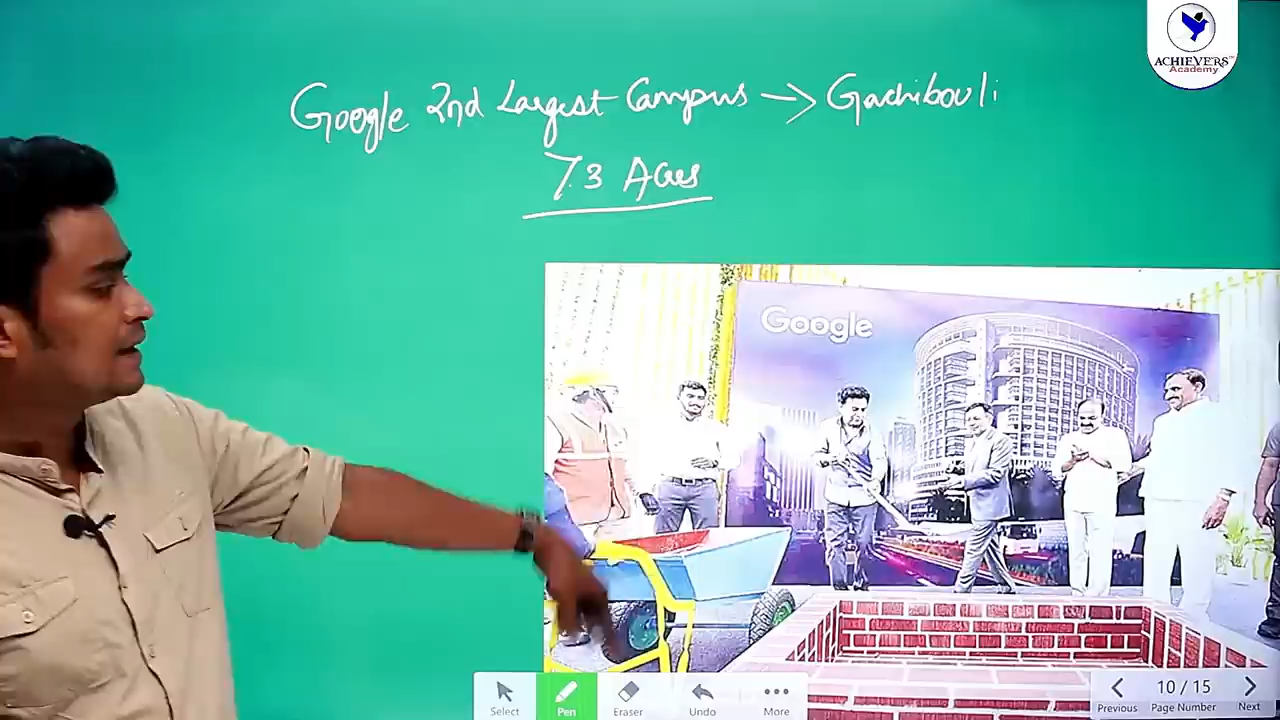 ACHIEVERS™
Academy
Google 2nd Largest Campus → Gachibouli
7.3 Acres
Google
Select
Pen
Eraser
Undo
More
10 / 15
Previous
Page Number
Next